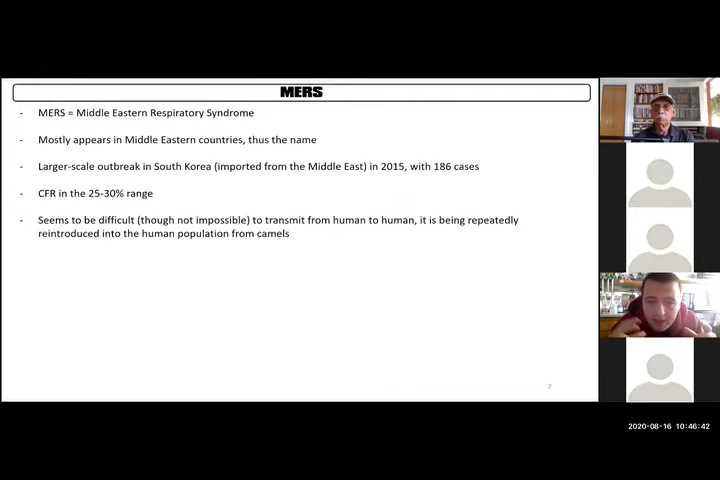 MERS
- MERS = Middle Eastern Respiratory Syndrome
- Mostly appears in Middle Eastern countries, thus the name
- Larger-scale outbreak in South Korea (imported from the Middle East) in 2015, with 186 cases
- CFR in the 25-30% range
- Seems to be difficult (though not impossible) to transmit from human to human, it is being repeatedly
reintroduced into the human population from camels
7
2020-08-16 10:46:42